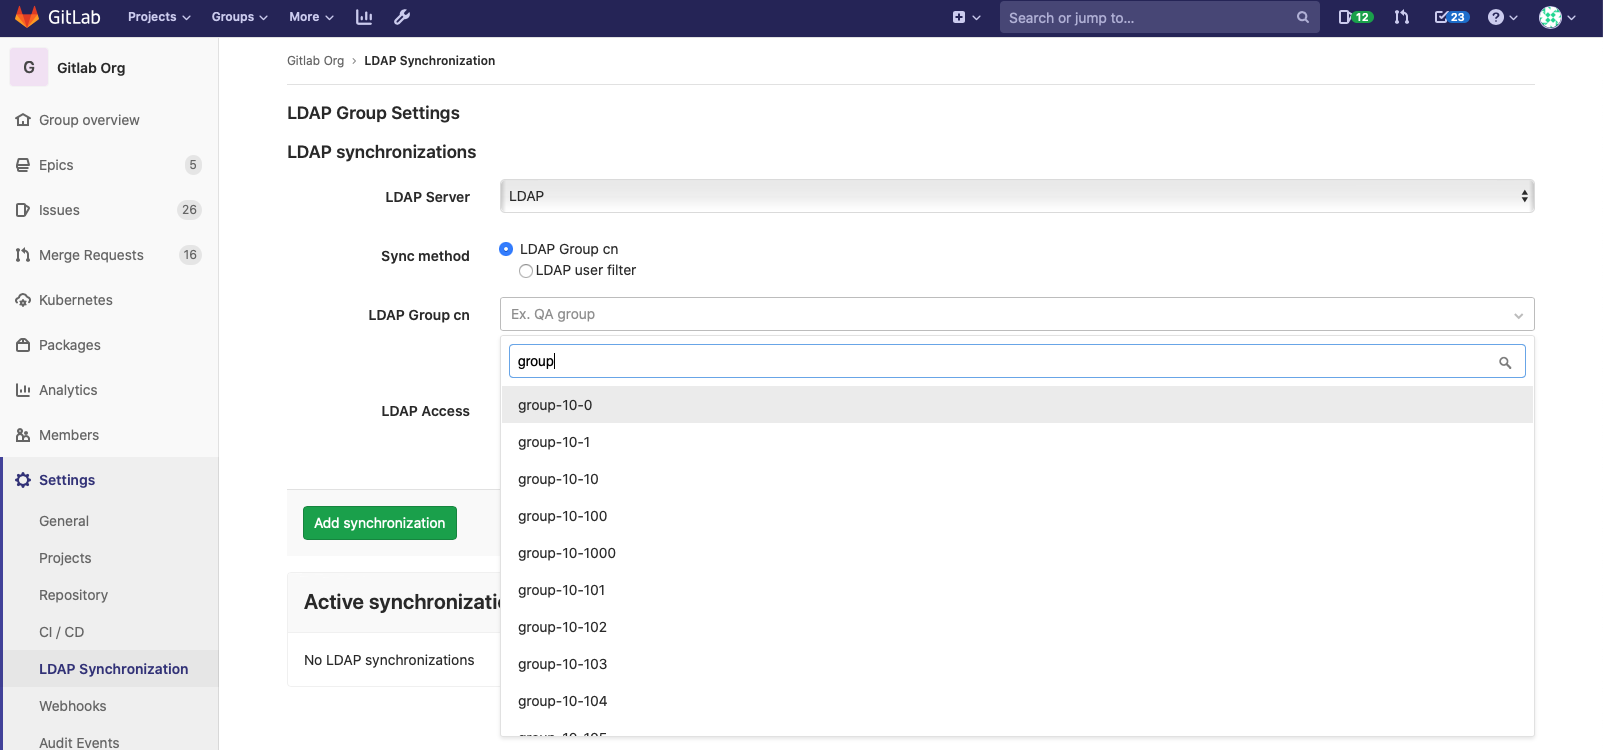 GitLab Projects Groups More Search or jump to... 12 23
G Gitlab Org
Group overview
Epics 5
Issues 26
Merge Requests 16
Kubernetes
Packages
Analytics
Members
Settings
General
Projects
Repository
CI / CD
LDAP Synchronization
Webhooks
Audit Events
Gitlab Org › LDAP Synchronization
LDAP Group Settings
LDAP synchronizations
LDAP Server LDAP
Sync method LDAP Group cn
LDAP user filter
LDAP Group cn Ex. QA group
group
LDAP Access
group-10-0
group-10-1
group-10-10
group-10-100
group-10-1000
group-10-101
group-10-102
group-10-103
group-10-104
group-10-105
Add synchronization
Active synchronizatio
No LDAP synchronizations